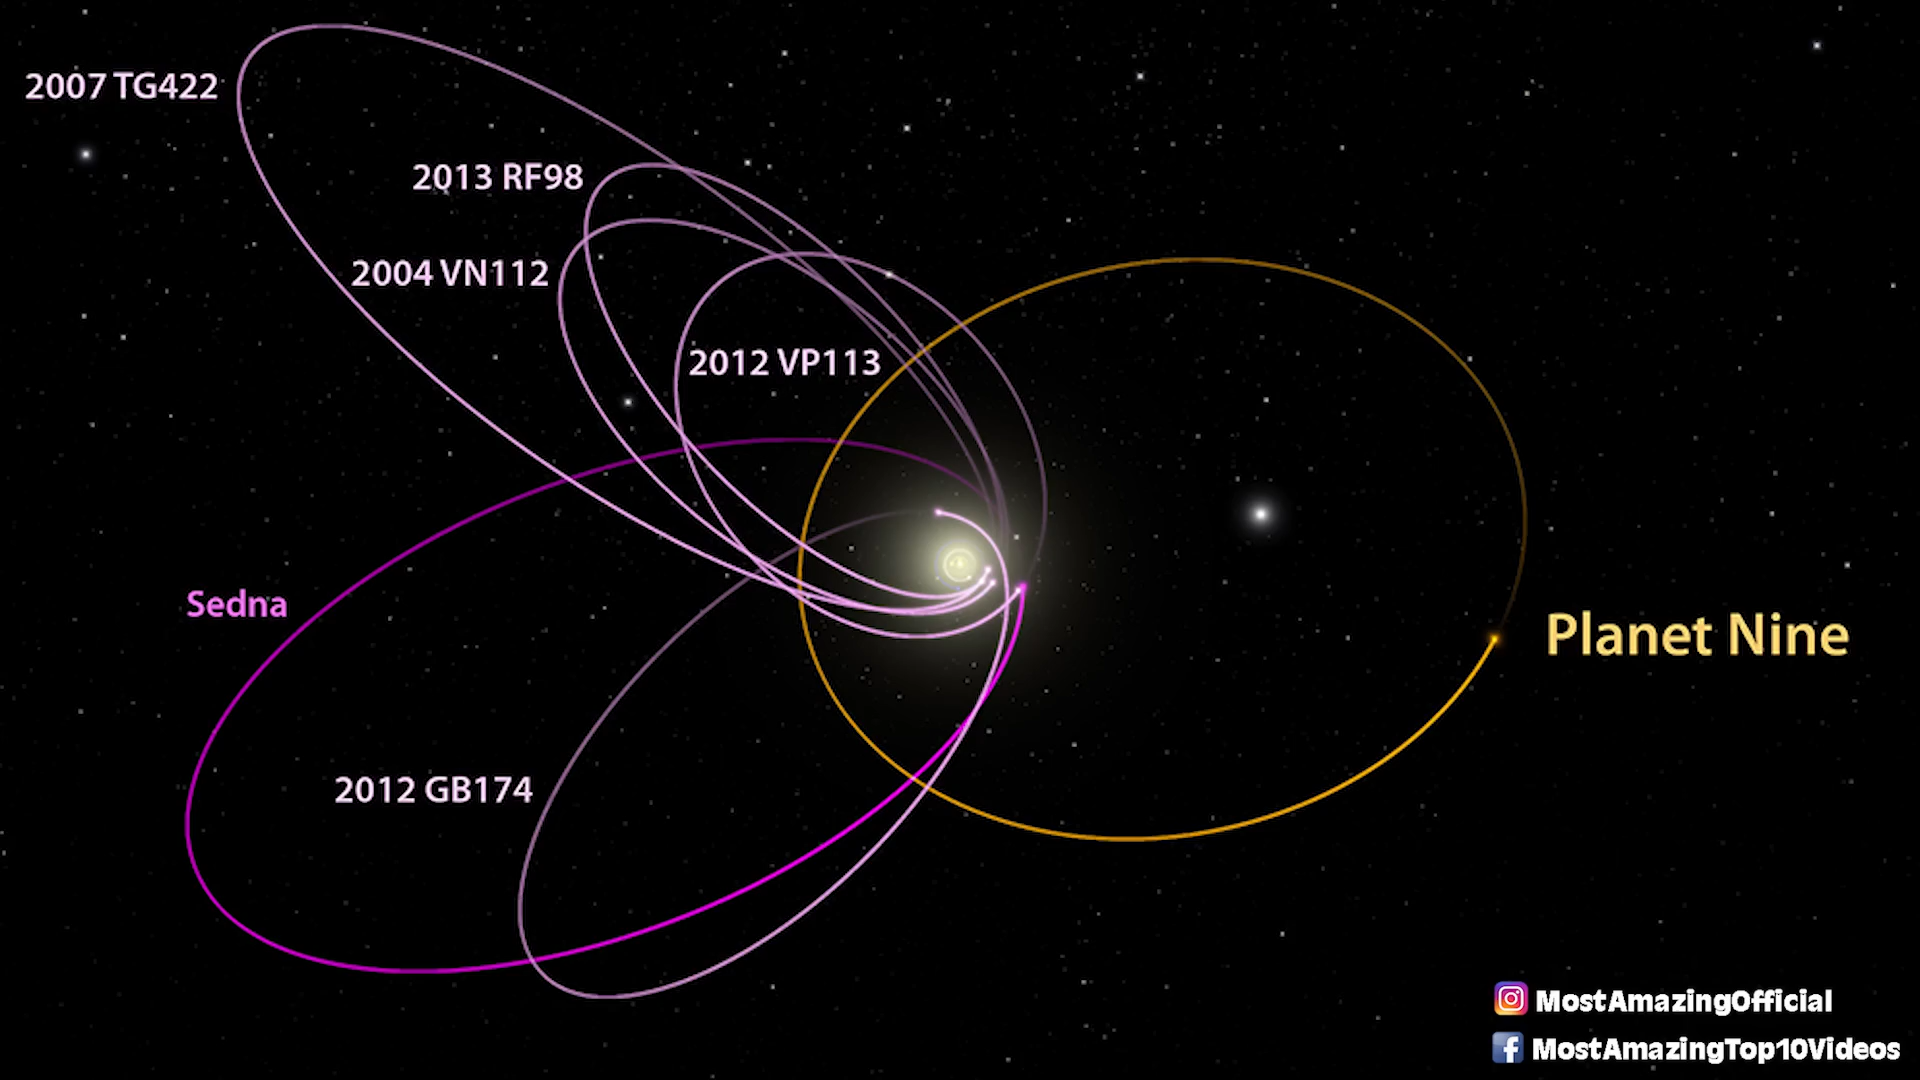 2007 TG422
2013 RF98
2004 VN112
2012 VP113
Sedna
Planet Nine
2012 GB174
MostAmazingOfficial
MostAmazingTop10Videos